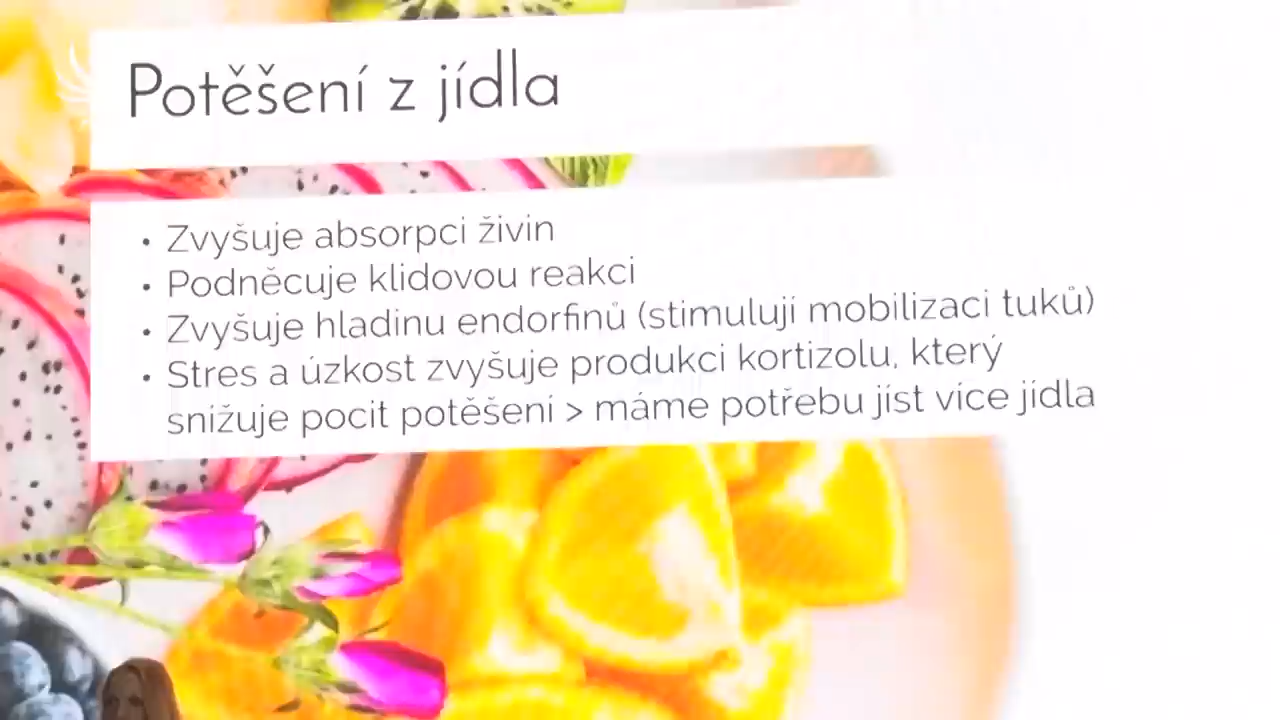 Potěšení z jídla
• Zvyšuje absorpci živin
• Podněcuje klidovou reakci
• Zvyšuje hladinu endorfinů (stimulují mobilizaci tuků)
• Stres a úzkost zvyšuje produkci kortizolu, který
snižuje pocit potěšení > máme potřebu jíst více jídla